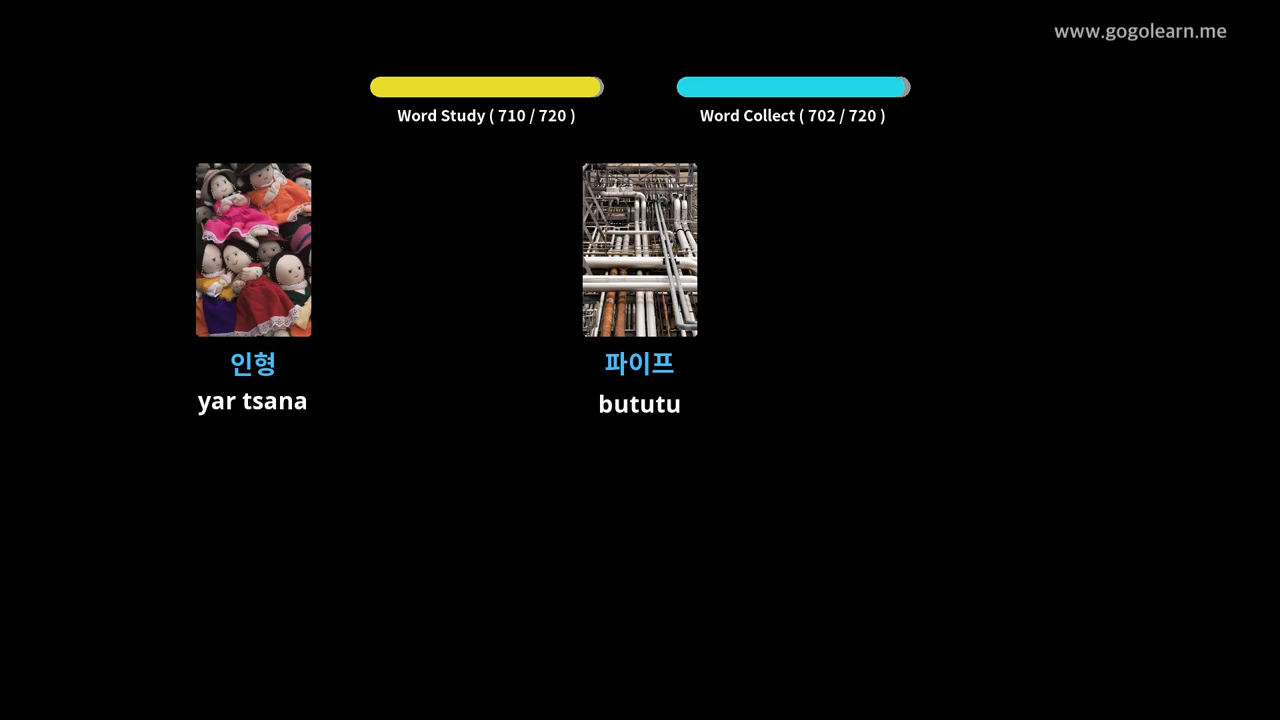 www.gogolearn.me
Word Study ( 710 / 720 )
Word Collect ( 702 / 720 )
인형
파이프
yar tsana
bututu